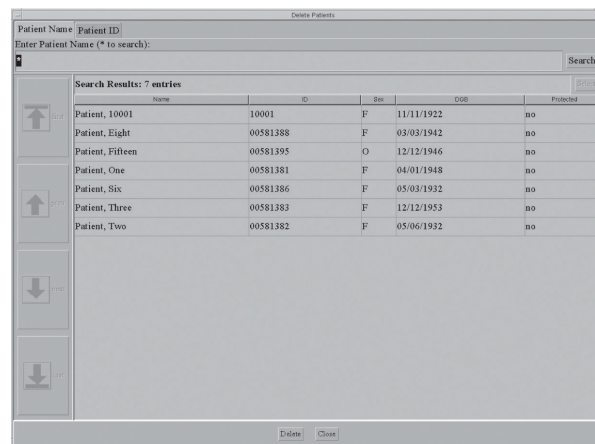 Delete Patients
Patient Name Patient ID
Enter Patient Name (* to search):
*
Search
Search Results: 7 entries
Name ID Sex DOB Protected
Patient, 10001 10001 F 11/11/1922 no
Patient, Eight 00581388 F 03/03/1942 no
Patient, Fifteen 00581395 O 12/12/1946 no
Patient, One 00581381 F 04/01/1948 no
Patient, Six 00581386 F 05/03/1932 no
Patient, Three 00581383 F 12/12/1953 no
Patient, Two 00581382 F 05/06/1932 no
Delete Close